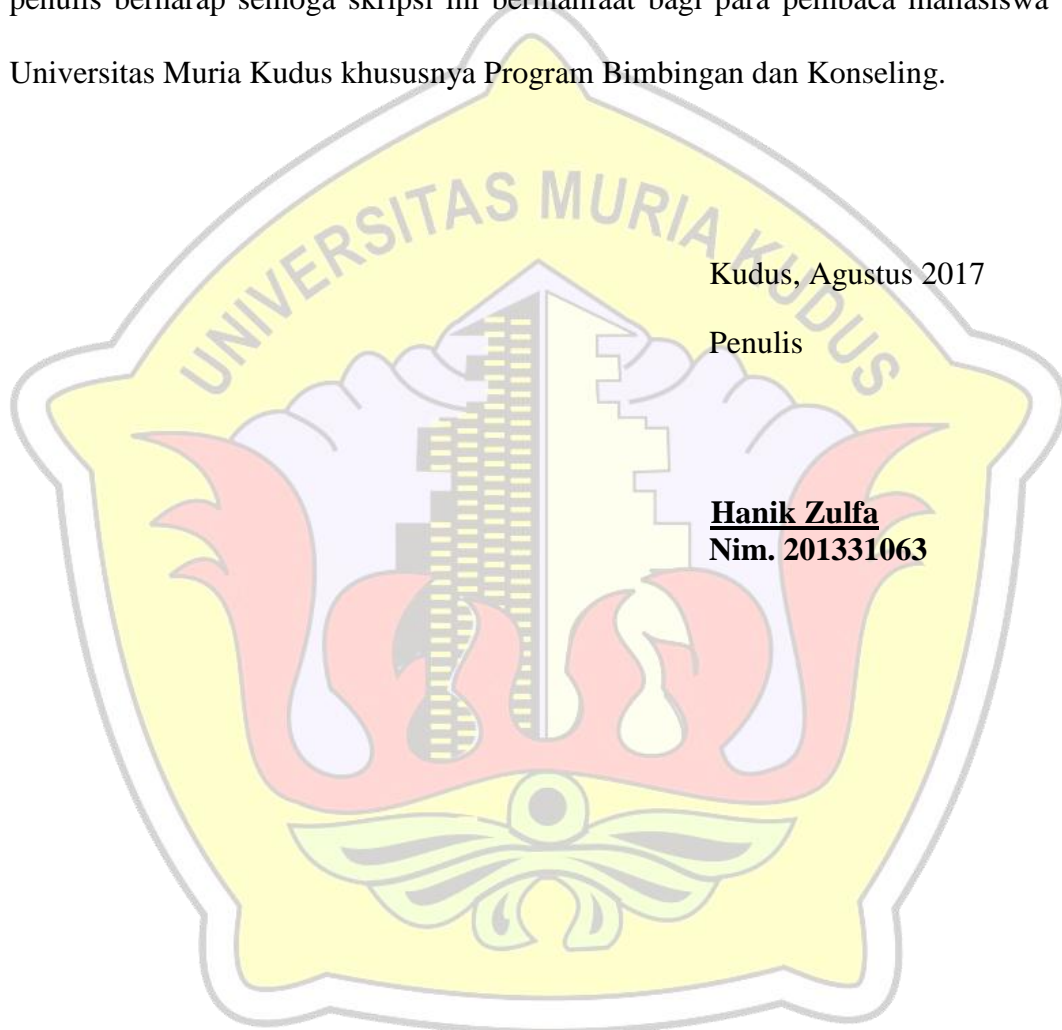 penulis berharap semoga skripsi ini bermanfaat bagi para pembaca mahasiswa
Universitas Muria Kudus khususnya Program Bimbingan dan Konseling.
UNIVERSITAS MURIA KUDUS
Kudus, Agustus 2017
Penulis
Hanik Zulfa
Nim. 201331063